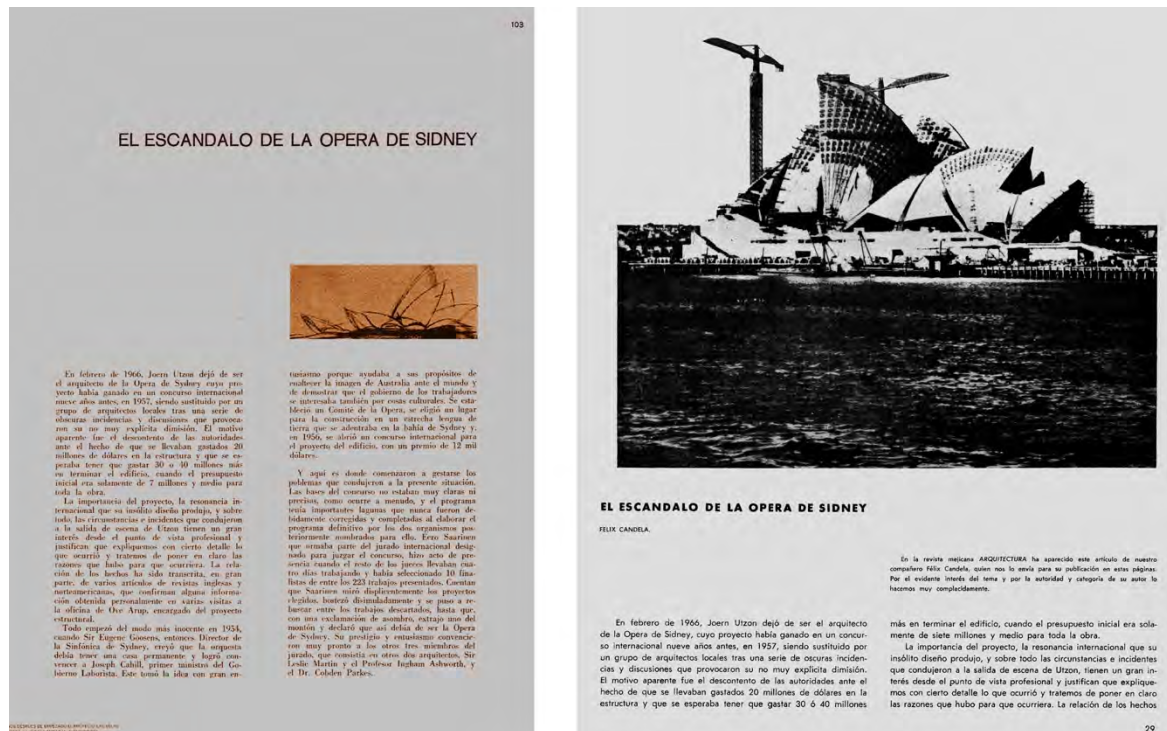 103
EL ESCANDALO DE LA OPERA DE SIDNEY
En febrero de 1966, Joern Utzon dejó de ser
el arquitecto de la Opera de Sydney cuyo pro-
yecto había ganado en un concurso internacional
nueve años antes, en 1957, siendo sustituído por un
grupo de arquitectos locales tras una serie de
obscuras incidencias y discusiones que provoca-
ron su no muy explícita dimisión. El motivo
aparente fue el descontento de las autoridades
ante el hecho de que se llevaban gastados 20
millones de dólares en la estructura y que se es-
peraba tener que gastar 30 o 40 millones más
en terminar el edificio, cuando el presupuesto
inicial era solamente de 7 millones y medio para
toda la obra.
La importancia del proyecto, la resonancia in-
ternacional que su insólito diseño produjo, y sobre
todo, las circunstancias e incidentes que condujeron
a la salida de escena de Utzon tienen un gran
interés desde el punto de vista profesional y
justifican que expliquemos con cierto detalle lo
que ocurrió y tratemos de poner en claro las
razones que hubo para que ocurriera. La rela-
ción de los hechos ha sido transcrita, en gran
parte, de varios artículos de revistas inglesas y
norteamericanas, que confirman alguna informa-
ción obtenida personalmente en varias visitas a
la oficina de Ove Arup, encargado del proyecto
estructural.
Todo empezó del modo más inocente en 1954,
cuando Sir Eugene Goosens, entonces Director de
la Sinfónica de Sydney, creyó que la orquesta
debía tener una casa permanente y logró con-
vencer a Joseph Cahill, primer ministro del Go-
bierno Laborista. Este tomó la idea con gran en-
tusiasmo porque ayudaba a sus propósitos de
enaltecer la imagen de Australia ante el mundo y
de demostrar que el gobierno de los trabajadores
se interesaba también por cosas culturales. Se esta-
bleció un Comité de la Opera, se eligió un lugar
para la construcción en un estrecha lengua de
tierra que se adentraba en la bahía de Sydney y,
en 1956, se abrió un concurso internacional para
el proyecto del edificio, con un premio de 12 mil
dólares.
Y aquí es donde comenzaron a gestarse los
poblemas que condujeron a la presente situación.
Las bases del concurso no estaban muy claras ni
precisas, como ocurre a menudo, y el programa
tenía importantes lagunas que nunca fueron de-
bidamente corregidas y completadas al elaborar el
programa definitivo por los dos organismos pos-
teriormente nombrados para ello. Eero Saarinen
que formaba parte del jurado internacional desig-
nado para juzgar el concurso, hizo acto de pre-
sencia cuando el resto de los jueces llevaban cua-
tro días trabajando y había seleccionado 10 fina-
listas de entre los 223 trabajos presentados. Cuentan
que Saarinen miró displicentemente los proyectos
elegidos, bostezó disimuladamente y se puso a re-
buscar entre los trabajos descartados, hasta que,
con una exclamación de asombro, extrajo uno del
montón y declaró que así debía de ser la Opera
de Sydney. Su prestigio y entusiasmo convencie-
ron muy pronto a los otros tres miembros del
jurado, que consistía en otros dos arquitectos, Sir
Leslie Martin y el Profesor Ingham Ashworth, y
el Dr. Cobden Parkes.
EL ESCANDALO DE LA OPERA DE SIDNEY
FELIX CANDELA.
En la revista mejicana ARQUITECTURA ha aparecido este artículo de nuestro
compañero Félix Candela, quien nos lo envía para su publicación en estas páginas.
Por el evidente interés del tema y por la autoridad y categoría de su autor lo
hacemos muy complacidamente.
En febrero de 1966, Joern Utzon dejó de ser el arquitecto
de la Opera de Sidney, cuyo proyecto había ganado en un concur-
so internacional nueve años antes, en 1957, siendo sustituido por
un grupo de arquitectos locales tras una serie de oscuras inciden-
cias y discusiones que provocaron su no muy explícita dimisión.
El motivo aparente fue el descontento de las autoridades ante el
hecho de que se llevaban gastados 20 millones de dólares en la
estructura y que se esperaba tener que gastar 30 ó 40 millones
más en terminar el edificio, cuando el presupuesto inicial era sola-
mente de siete millones y medio para toda la obra.
La importancia del proyecto, la resonancia internacional que su
insólito diseño produjo, y sobre todo las circunstancias e incidentes
que condujeron a la salida de escena de Utzon, tienen un gran in-
terés desde el punto de vista profesional y justifican que explique-
mos con cierto detalle lo que ocurrió y tratemos de poner en claro
las razones que hubo para que ocurriera. La relación de los hechos
29